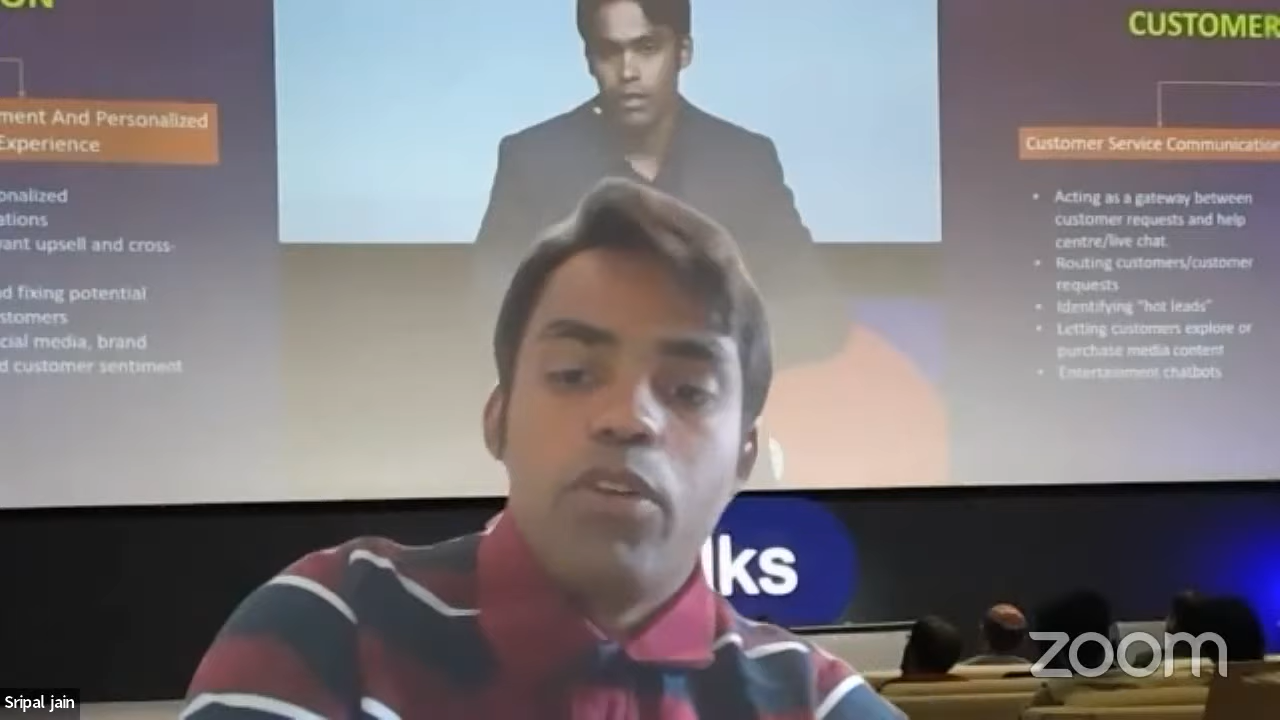 ON
ment And Personalized
Experience
onalized
ations
vant upsell and cross-
d fixing potential
stomers
cial media, brand
d customer sentiment
CUSTOMER
Customer Service Communication
• Acting as a gateway between
customer requests and help
centre/live chat.
• Routing customers/customer
requests
• Identifying "hot leads"
• Letting customers explore or
purchase media content
• Entertainment chatbots
lks
zoom
Sripal jain